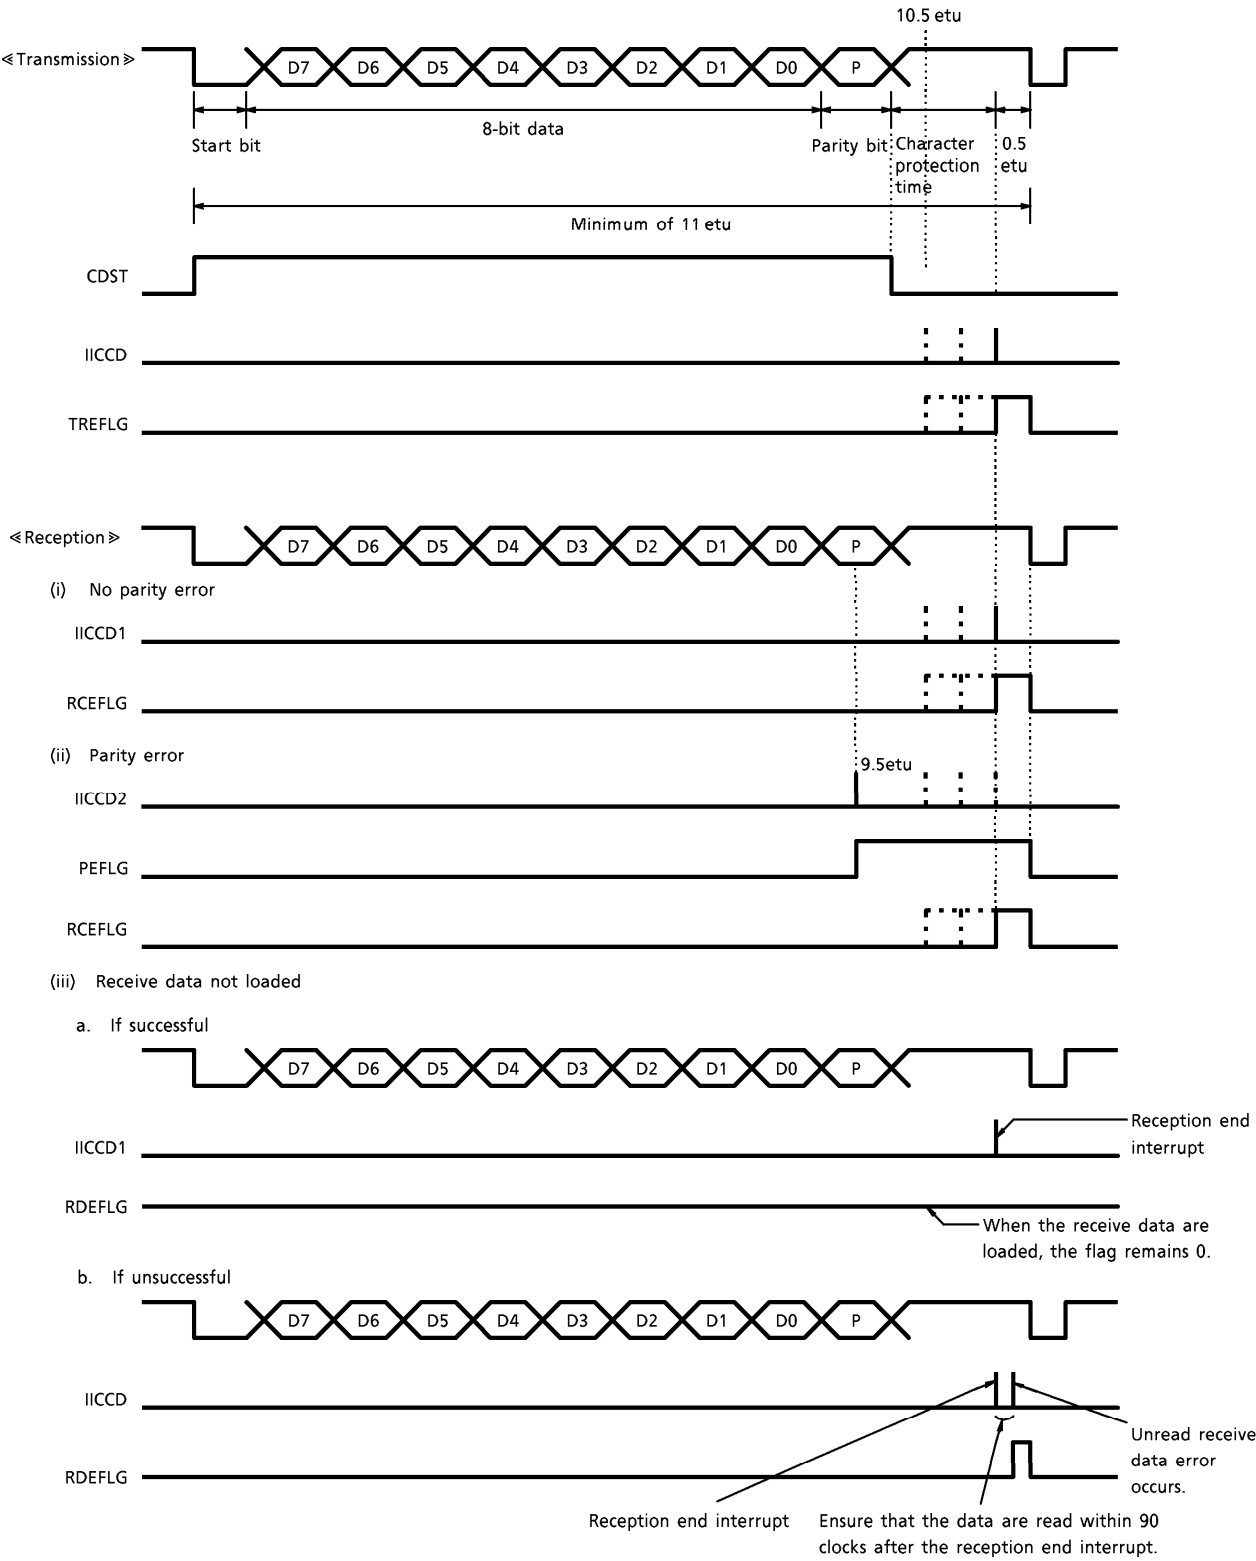 10.5 etu
≪Transmission≫
D7 D6 D5 D4 D3 D2 D1 D0 P
8-bit data
Start bit
Parity bit
Character
protection
time
0.5
etu
Minimum of 11 etu
CDST
IICCD
TREFLG
≪Reception≫
D7 D6 D5 D4 D3 D2 D1 D0 P
(i) No parity error
IICCD1
RCEFLG
(ii) Parity error
9.5etu
IICCD2
PEFLG
RCEFLG
(iii) Receive data not loaded
a. If successful
D7 D6 D5 D4 D3 D2 D1 D0 P
Reception end
interrupt
IICCD1
RDEFLG
When the receive data are
loaded, the flag remains 0.
b. If unsuccessful
D7 D6 D5 D4 D3 D2 D1 D0 P
IICCD
Unread receive
data error
occurs.
RDEFLG
Reception end interrupt
Ensure that the data are read within 90
clocks after the reception end interrupt.